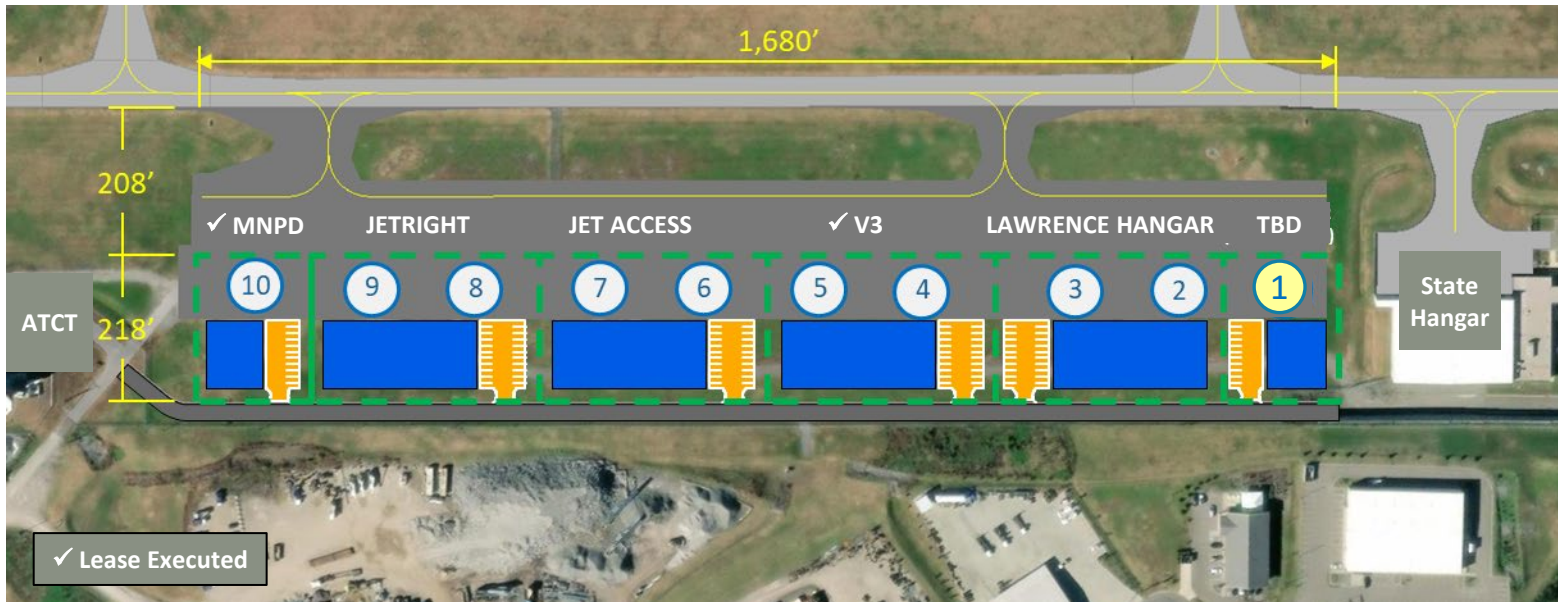 1,680’
208’
✓ MNPD JETRIGHT JET ACCESS ✓ V3 LAWRENCE HANGAR TBD )
10 9 8 7 6 5 4 3 2 1
ATCT
218’
State
Hangar
✓ Lease Executed